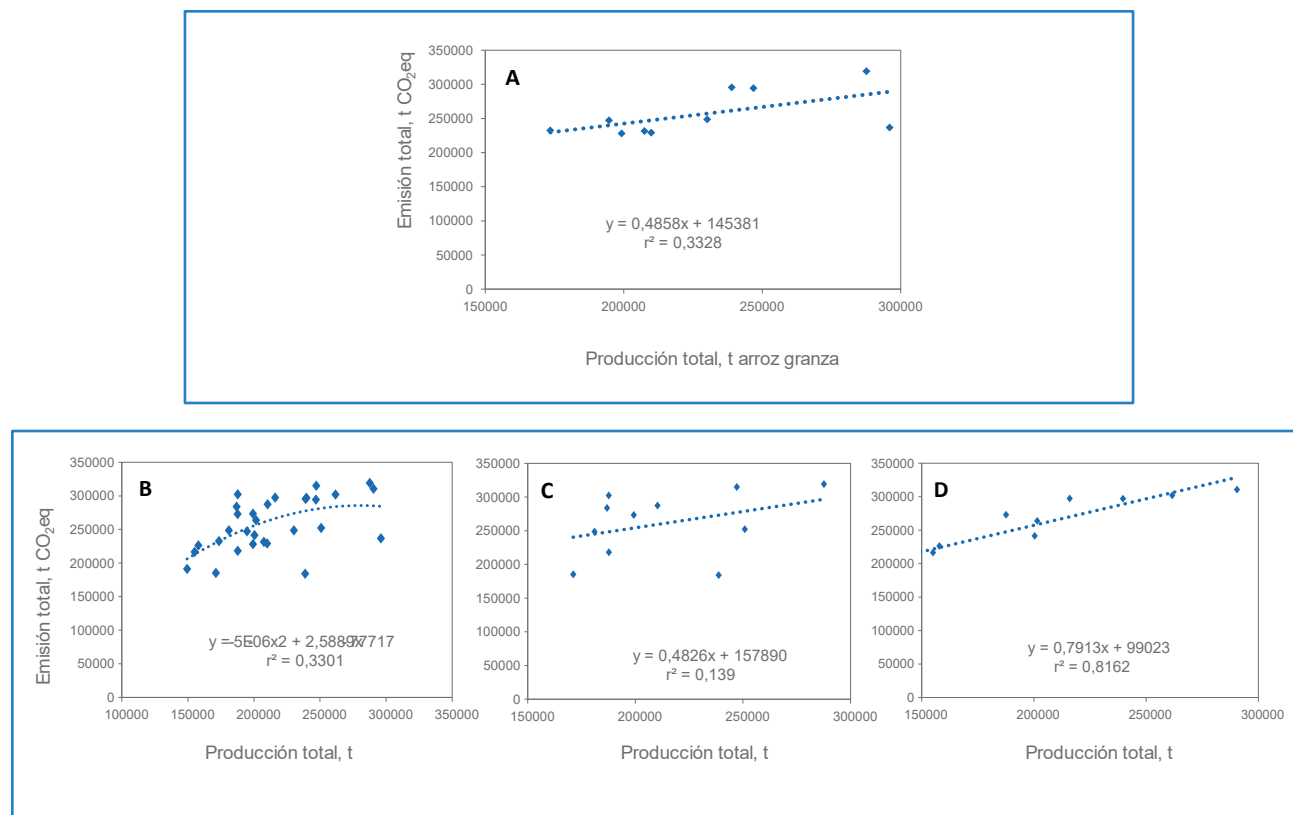 A
Emisión total, t CO₂eq
350000
300000
250000
200000
150000
100000
50000
0
y = 0,4858x + 145381
r² = 0,3328
150000 200000 250000 300000
Producción total, t arroz granza
B
Emisión total, t CO₂eq
350000
300000
250000
200000
150000
100000
50000
0
r² = 0,3301
100000 150000 200000 250000 300000 350000
Producción total, t
C
350000
300000
250000
200000
150000
100000
50000
0
y = 0,4826x + 157890
r² = 0,139
150000 200000 250000 300000
Producción total, t
D
350000
300000
250000
200000
150000
100000
50000
0
y = 0,7913x + 99023
r² = 0,8162
150000 200000 250000 300000
Producción total, t